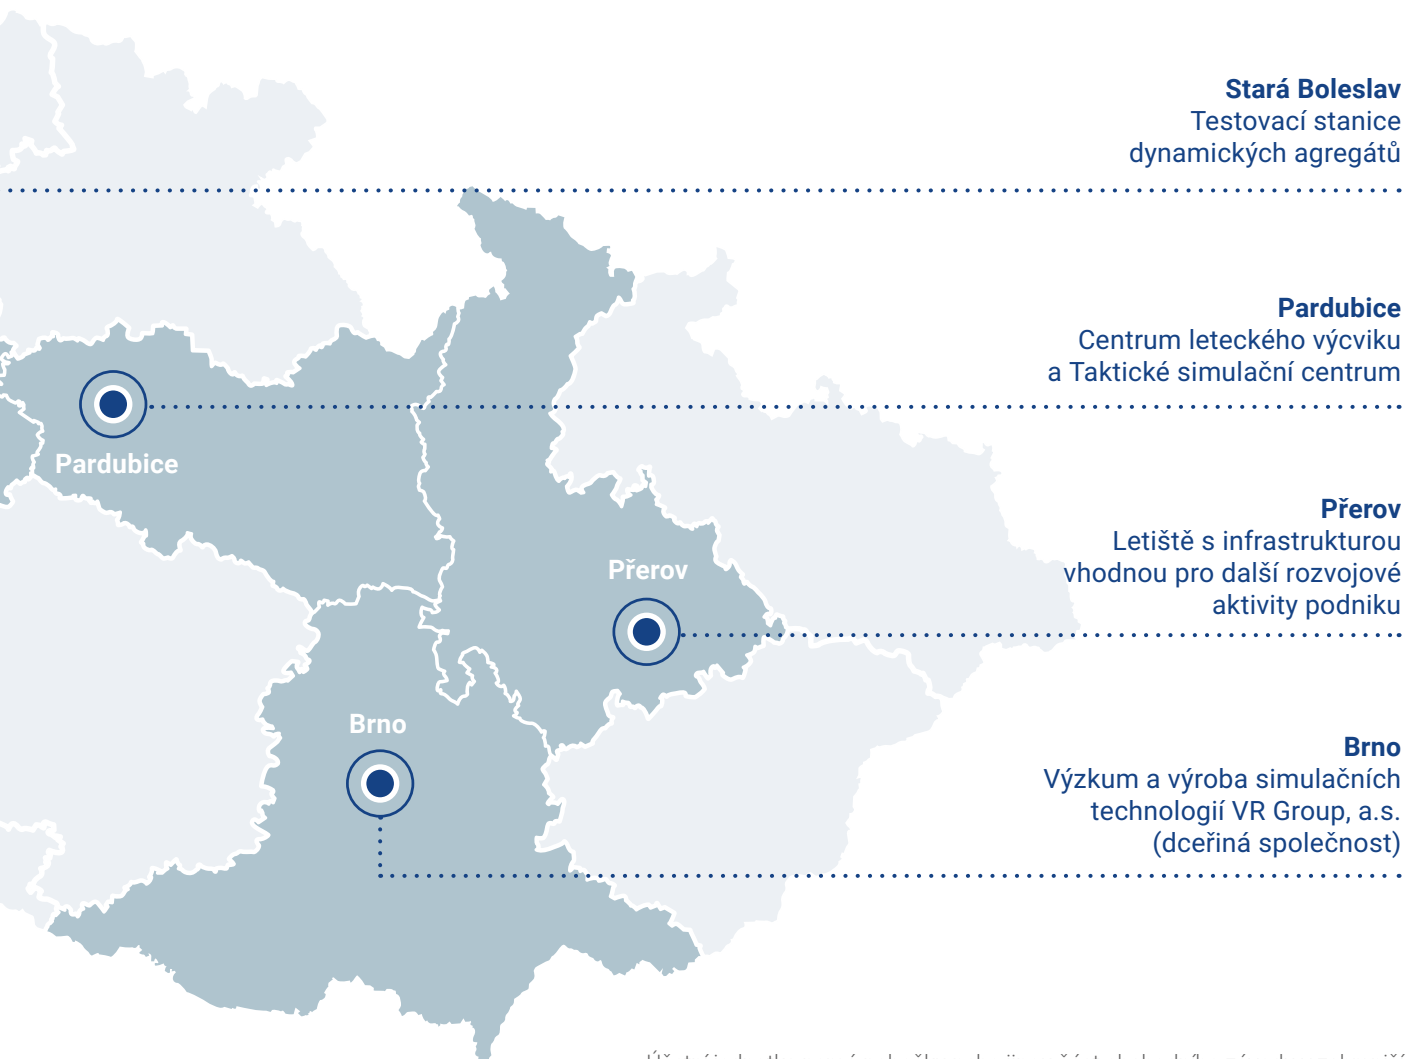 Stará Boleslav
Testovací stanice
dynamických agregátů
Pardubice
Centrum leteckého výcviku
a Taktické simulační centrum
Pardubice
Přerov
Letiště s infrastrukturou
vhodnou pro další rozvojové
aktivity podniku
Přerov
Brno
Brno
Výzkum a výroba simulačních
technologií VR Group, a.s.
(dceřiná společnost)